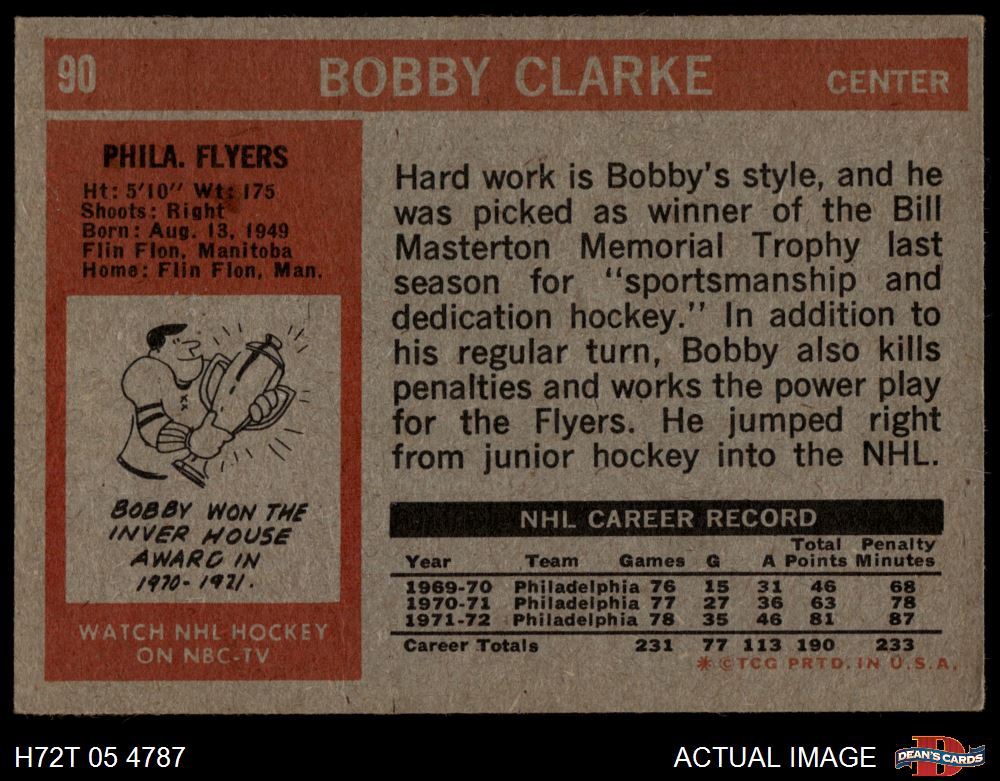 90 BOBBY CLARKE CENTER
PHILA. FLYERS
Ht: 5'10" Wt: 175
Shoots: Right
Born: Aug. 13, 1949
Flin Flon, Manitoba
Home: Flin Flon, Man.
BOBBY WON THE
INVER HOUSE
AWARD IN
1970-1971.
WATCH NHL HOCKEY
ON NBC-TV
Hard work is Bobby's style, and he
was picked as winner of the Bill
Masterton Memorial Trophy last
season for "sportsmanship and
dedication hockey." In addition to
his regular turn, Bobby also kills
penalties and works the power play
for the Flyers. He jumped right
from junior hockey into the NHL.
NHL CAREER RECORD
Total Penalty
Year Team Games G A Points Minutes
1969-70 Philadelphia 76 15 31 46 68
1970-71 Philadelphia 77 27 36 63 78
1971-72 Philadelphia 78 35 46 81 87
Career Totals 231 77 113 190 233
* © TCG PRTD. IN U.S.A.
H72T 05 4787 ACTUAL IMAGE
D
DEAN'S CARDS